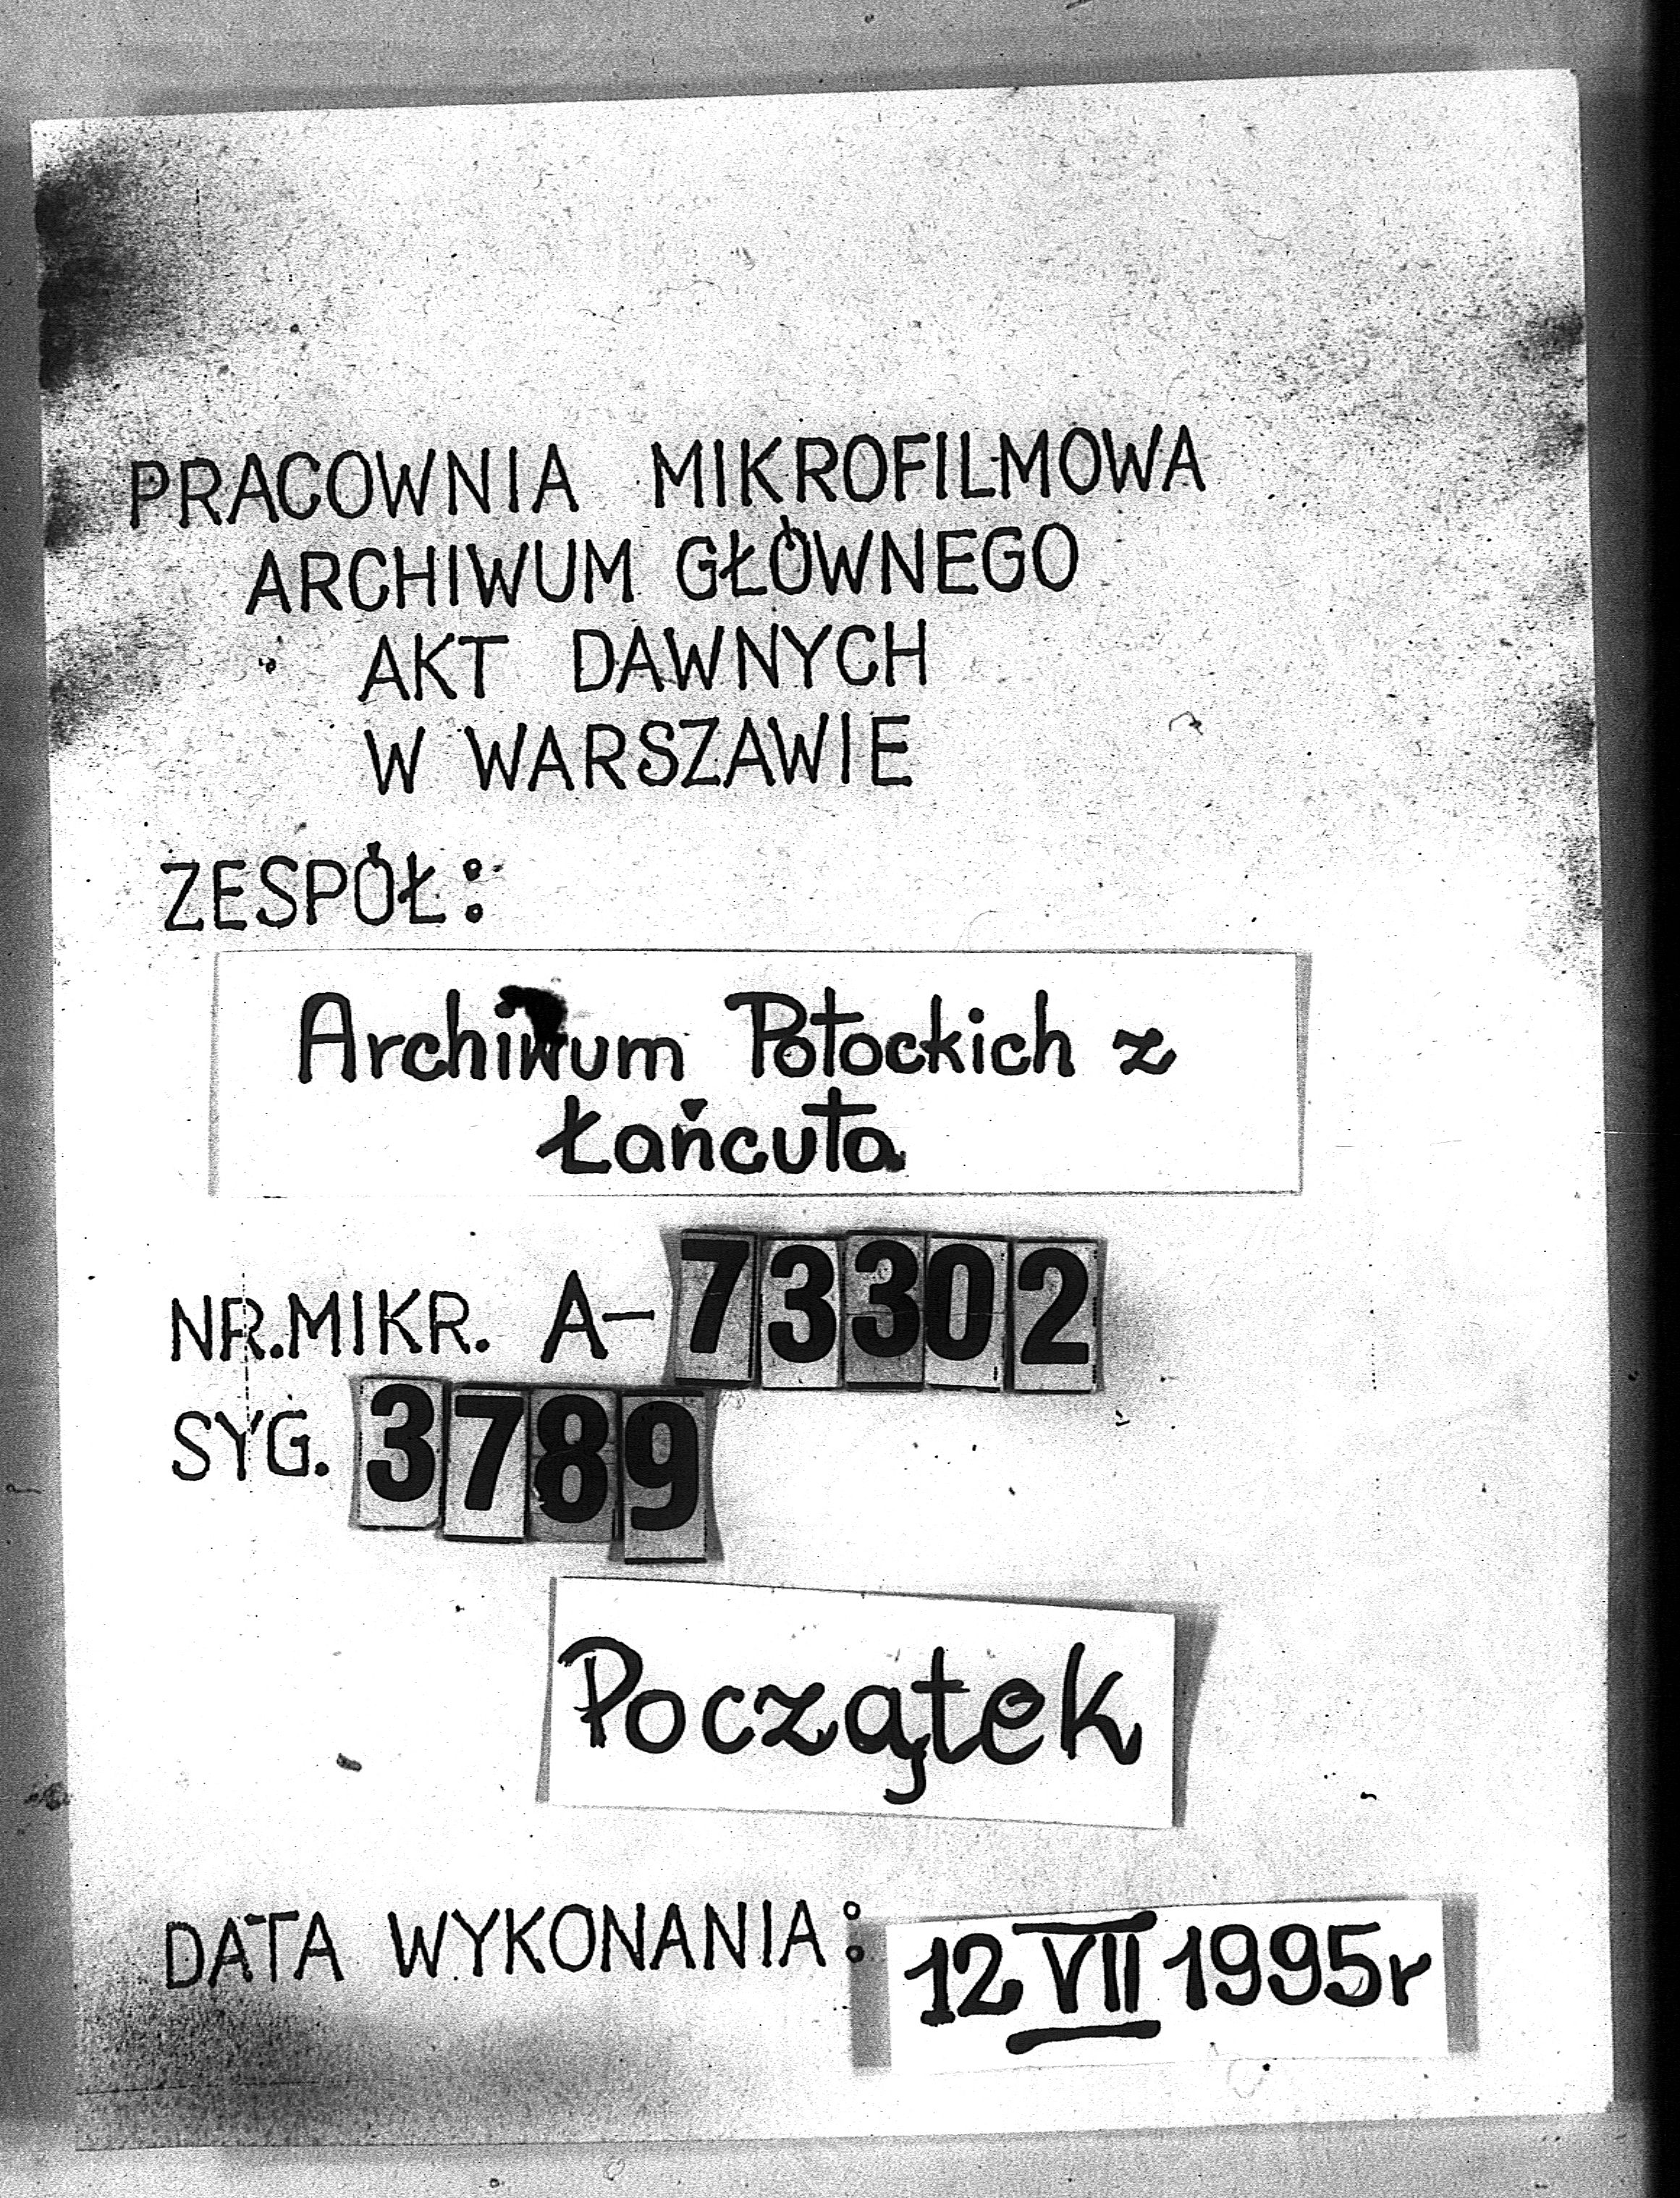 PRACOWNIA MIKROFILMOWA
ARCHIWUM GŁÓWNEGO
AKT DAWNYCH
W WARSZAWIE
ZESPÓŁ:
Archiwum Potockich z
Łańcuta
NR. MIKR. A-73302
SYG. 3789
Początek
DATA WYKONANIA: 12 VII 1995r